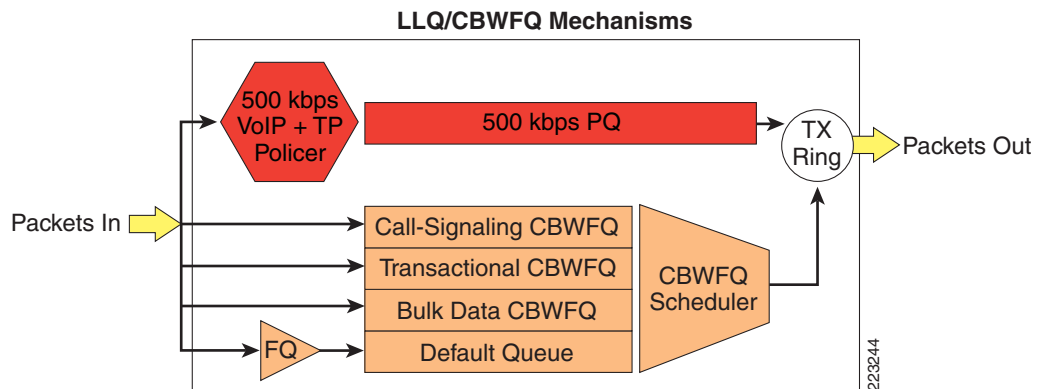 LLQ/CBWFQ Mechanisms
500 kbps
VoIP + TP
Policer
500 kbps PQ
TX
Ring
Packets Out
Packets In
Call-Signaling CBWFQ
Transactional CBWFQ
CBWFQ
Scheduler
Bulk Data CBWFQ
FQ
Default Queue
223244